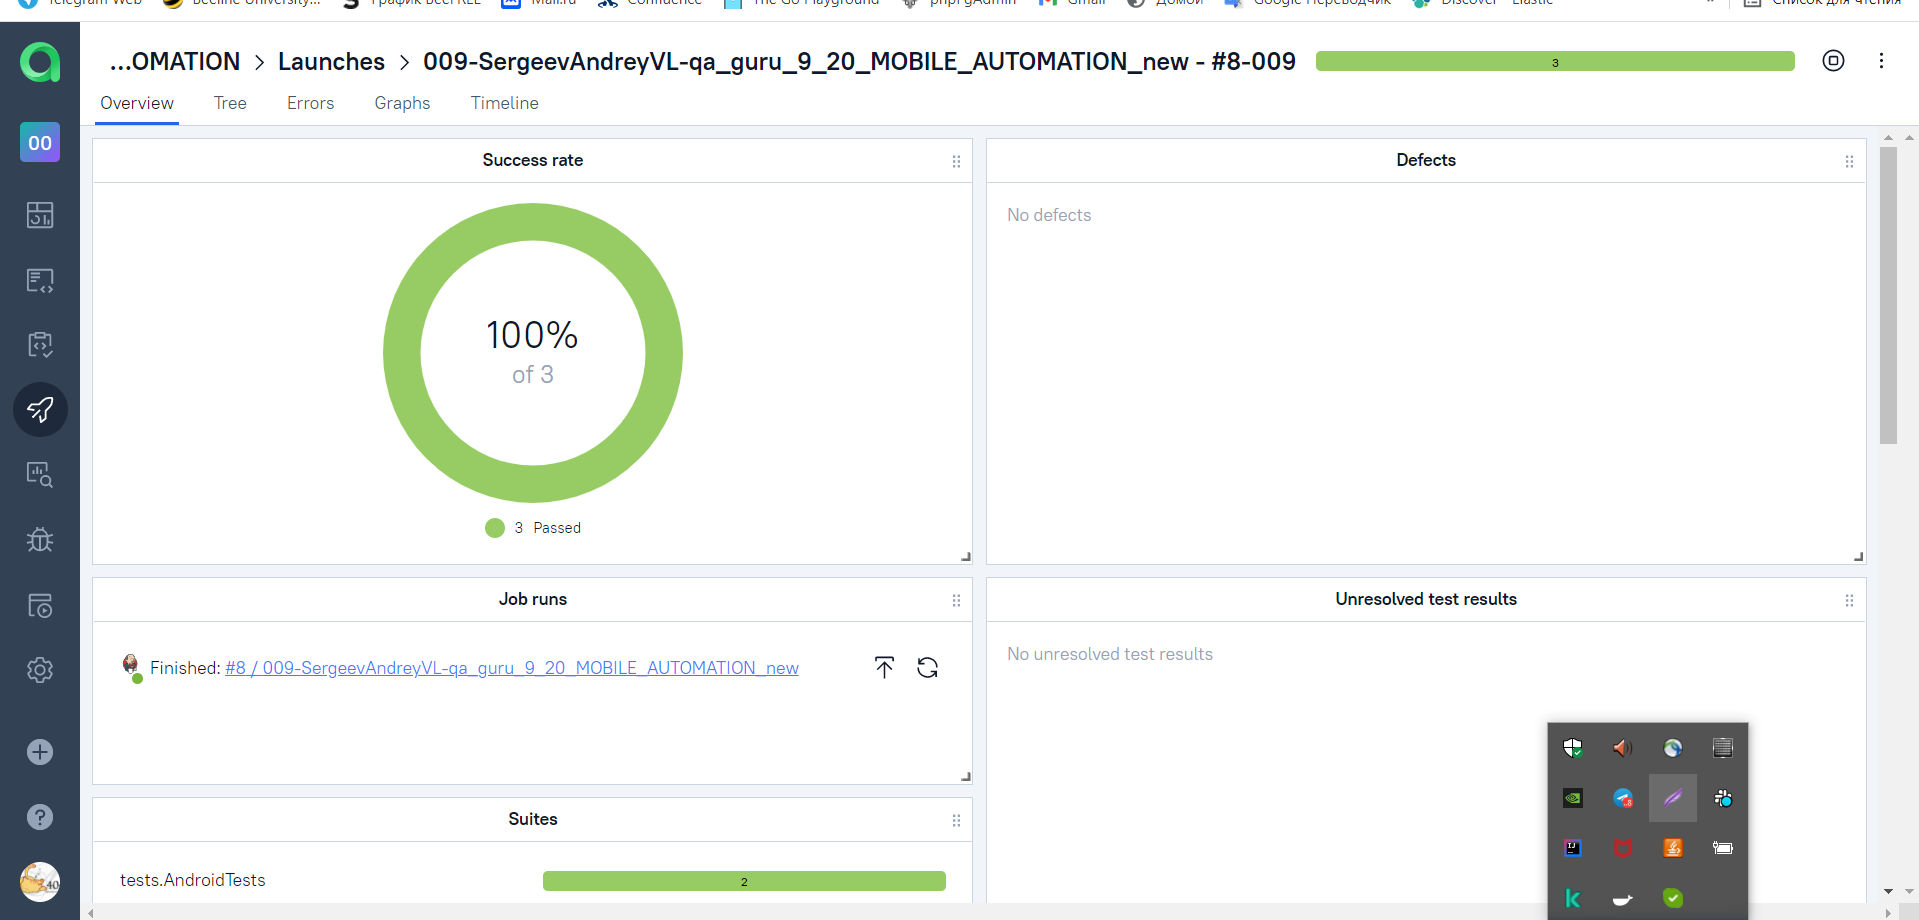 Telegram Web Beeline University... График BeeFREE Mail.ru Confluence The Go Playground phpPgAdmin Gmail Домой Google Переводчик Discover - Elastic Список для чтения
...OMATION > Launches > 009-SergeevAndreyVL-qa_guru_9_20_MOBILE_AUTOMATION_new - #8-009 3
Overview Tree Errors Graphs Timeline
00
Success rate
100%
of 3
3 Passed
Defects
No defects
Job runs
Finished: #8 / 009-SergeevAndreyVL-qa_guru_9_20_MOBILE_AUTOMATION_new
Unresolved test results
No unresolved test results
Suites
tests.AndroidTests 2
40